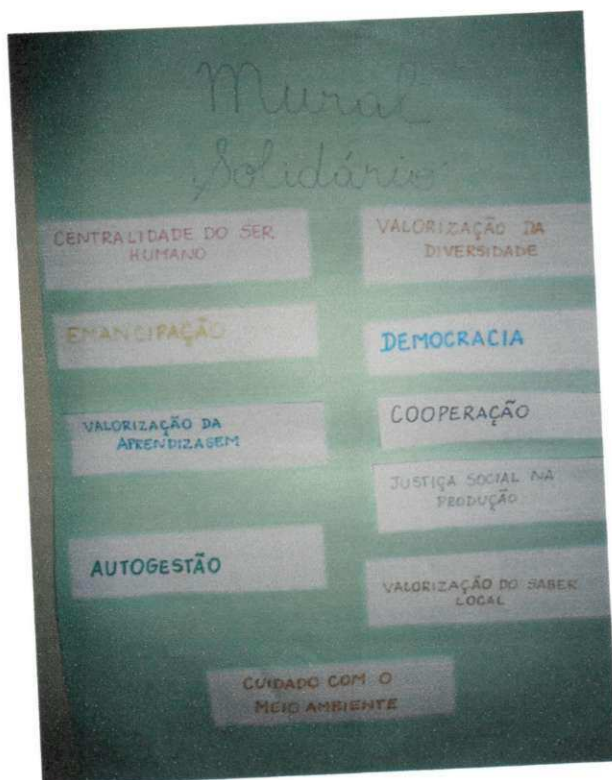 Mural
Solidário
CENTRALIDADE DO SER
HUMANO
EMANCIPAÇÃO
VALORIZAÇÃO DA
APRENDIZAGEM
AUTOGESTÃO
VALORIZAÇÃO DA
DIVERSIDADE
DEMOCRACIA
COOPERAÇÃO
JUSTIÇA SOCIAL NA
PRODUÇÃO
VALORIZAÇÃO DO SABER
LOCAL
CUIDADO COM O
MEIO AMBIENTE